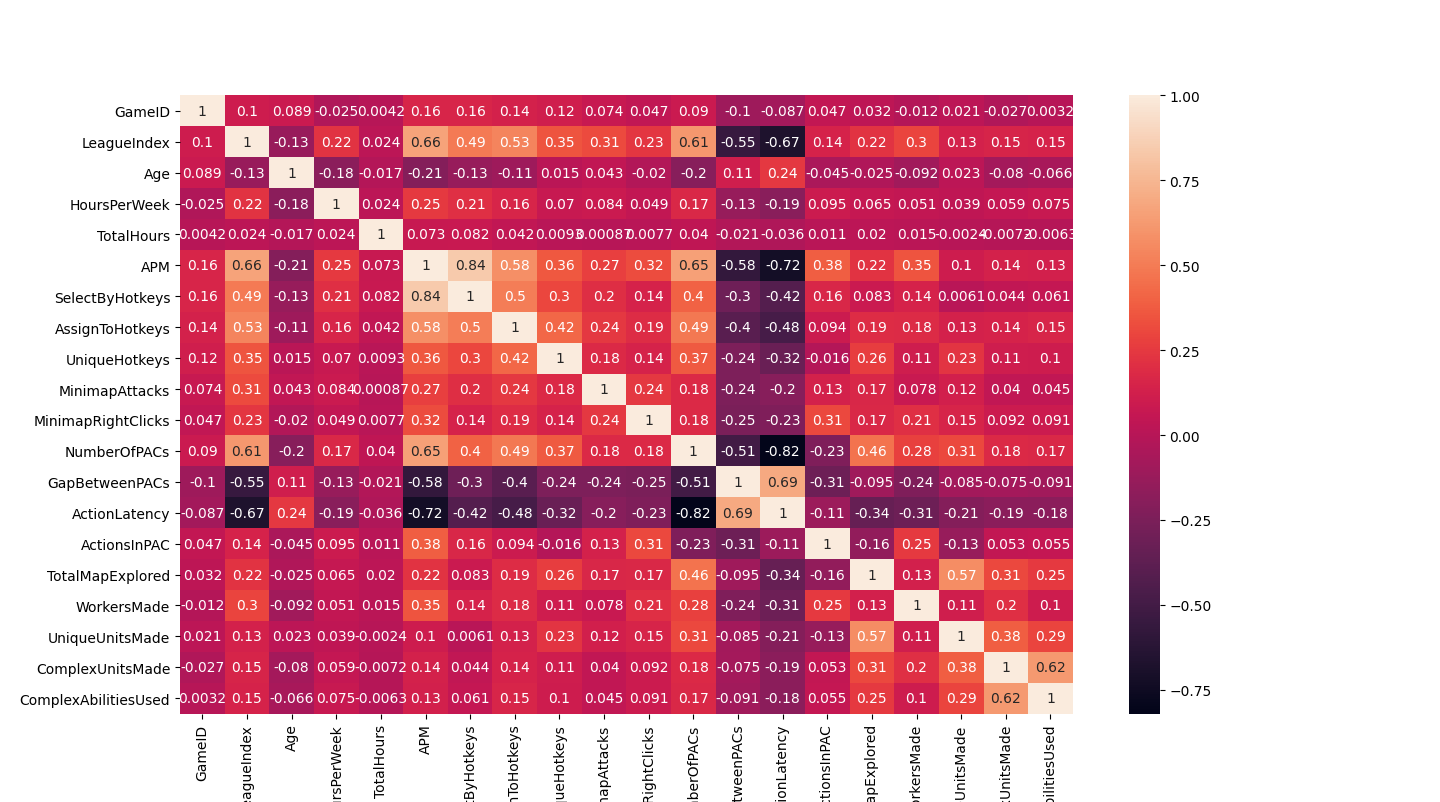 GameID 1 0.1 0.089 -0.025 0.0042 0.16 0.16 0.14 0.12 0.074 0.047 0.09 -0.1 -0.087 0.047 0.032 -0.012 0.021 -0.027 0.0032 1.00
LeagueIndex 0.1 1 -0.13 0.22 0.024 0.66 0.49 0.53 0.35 0.31 0.23 0.61 -0.55 -0.67 0.14 0.22 0.3 0.13 0.15 0.15
Age 0.089 -0.13 1 -0.18 -0.017 -0.21 -0.13 -0.11 0.015 0.043 -0.02 -0.2 0.11 0.24 -0.045 -0.025 -0.092 0.023 -0.08 -0.066 0.75
HoursPerWeek -0.025 0.22 -0.18 1 0.024 0.25 0.21 0.16 0.07 0.084 0.049 0.17 -0.13 -0.19 0.095 0.065 0.051 0.039 0.059 0.075
TotalHours 0.0042 0.024 -0.017 0.024 1 0.073 0.082 0.042 0.0093 0.00087 0.0077 0.04 -0.021 -0.036 0.011 0.02 0.015 -0.0024 -0.0072 -0.0063
APM 0.16 0.66 -0.21 0.25 0.073 1 0.84 0.58 0.36 0.27 0.32 0.65 -0.58 -0.72 0.38 0.22 0.35 0.1 0.14 0.13 0.50
SelectByHotkeys 0.16 0.49 -0.13 0.21 0.082 0.84 1 0.5 0.3 0.2 0.14 0.4 -0.3 -0.42 0.16 0.083 0.14 0.0061 0.044 0.061
AssignToHotkeys 0.14 0.53 -0.11 0.16 0.042 0.58 0.5 1 0.42 0.24 0.19 0.49 -0.4 -0.48 0.094 0.19 0.18 0.13 0.14 0.15
UniqueHotkeys 0.12 0.35 0.015 0.07 0.0093 0.36 0.3 0.42 1 0.18 0.14 0.37 -0.24 -0.32 -0.016 0.26 0.11 0.23 0.11 0.1 0.25
MinimapAttacks 0.074 0.31 0.043 0.084 0.00087 0.27 0.2 0.24 0.18 1 0.24 0.18 -0.24 -0.2 0.13 0.17 0.078 0.12 0.04 0.045
MinimapRightClicks 0.047 0.23 -0.02 0.049 0.0077 0.32 0.14 0.19 0.14 0.24 1 0.18 -0.25 -0.23 0.31 0.17 0.21 0.15 0.092 0.091 0.00
NumberOfPACs 0.09 0.61 -0.2 0.17 0.04 0.65 0.4 0.49 0.37 0.18 0.18 1 -0.51 -0.82 -0.23 0.46 0.28 0.31 0.18 0.17
GapBetweenPACs -0.1 -0.55 0.11 -0.13 -0.021 -0.58 -0.3 -0.4 -0.24 -0.24 -0.25 -0.51 1 0.69 -0.31 -0.095 -0.24 -0.085 -0.075 -0.091
ActionLatency -0.087 -0.67 0.24 -0.19 -0.036 -0.72 -0.42 -0.48 -0.32 -0.2 -0.23 -0.82 0.69 1 -0.11 -0.34 -0.31 -0.21 -0.19 -0.18 −0.25
ActionsInPAC 0.047 0.14 -0.045 0.095 0.011 0.38 0.16 0.094 -0.016 0.13 0.31 -0.23 -0.31 -0.11 1 -0.16 0.25 -0.13 0.053 0.055
TotalMapExplored 0.032 0.22 -0.025 0.065 0.02 0.22 0.083 0.19 0.26 0.17 0.17 0.46 -0.095 -0.34 -0.16 1 0.13 0.57 0.31 0.25
WorkersMade -0.012 0.3 -0.092 0.051 0.015 0.35 0.14 0.18 0.11 0.078 0.21 0.28 -0.24 -0.31 0.25 0.13 1 0.11 0.2 0.1 −0.50
UniqueUnitsMade 0.021 0.13 0.023 0.039 -0.0024 0.1 0.0061 0.13 0.23 0.12 0.15 0.31 -0.085 -0.21 -0.13 0.57 0.11 1 0.38 0.29
ComplexUnitsMade -0.027 0.15 -0.08 0.059 -0.0072 0.14 0.044 0.14 0.11 0.04 0.092 0.18 -0.075 -0.19 0.053 0.31 0.2 0.38 1 0.62
ComplexAbilitiesUsed 0.0032 0.15 -0.066 0.075 -0.0063 0.13 0.061 0.15 0.1 0.045 0.091 0.17 -0.091 -0.18 0.055 0.25 0.1 0.29 0.62 1 −0.75
GameID
eagueIndex
Age
rsPerWeek
TotalHours
APM
tByHotkeys
nToHotkeys
queHotkeys
mapAttacks
RightClicks
mberOfPACs
tweenPACs
tionLatency
ctionsInPAC
apExplored
orkersMade
UnitsMade
UnitsMade
bilitiesUsed